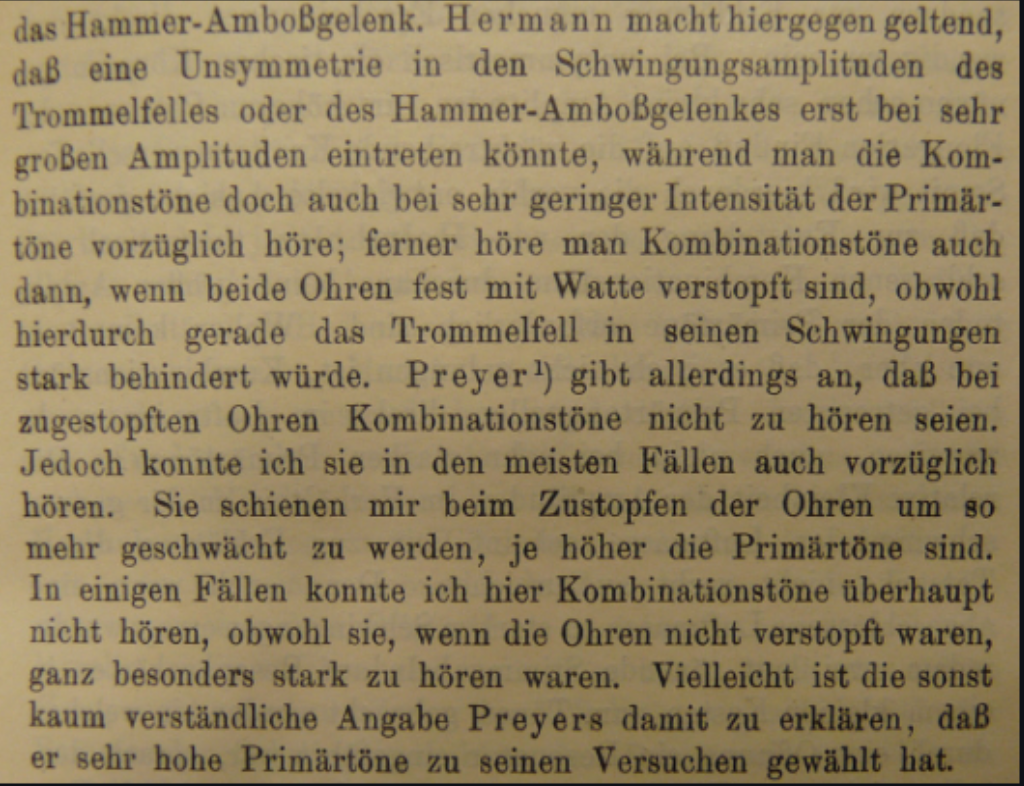 das Hammer-Amboßgelenk. Hermann macht hiergegen geltend,
daß eine Unsymmetrie in den Schwingungsamplituden des
Trommelfelles oder des Hammer-Amboßgelenkes erst bei sehr
großen Amplituden eintreten könnte, während man die Kom-
binationstöne doch auch bei sehr geringer Intensität der Primär-
töne vorzüglich höre; ferner höre man Kombinationstöne auch
dann, wenn beide Ohren fest mit Watte verstopft sind, obwohl
hierdurch gerade das Trommelfell in seinen Schwingungen
stark behindert würde. Preyer¹) gibt allerdings an, daß bei
zugestopften Ohren Kombinationstöne nicht zu hören seien.
Jedoch konnte ich sie in den meisten Fällen auch vorzüglich
hören. Sie schienen mir beim Zustopfen der Ohren um so
mehr geschwächt zu werden, je höher die Primärtöne sind.
In einigen Fällen konnte ich hier Kombinationstöne überhaupt
nicht hören, obwohl sie, wenn die Ohren nicht verstopft waren,
ganz besonders stark zu hören waren. Vielleicht ist die sonst
kaum verständliche Angabe Preyers damit zu erklären, daß
er sehr hohe Primärtöne zu seinen Versuchen gewählt hat.